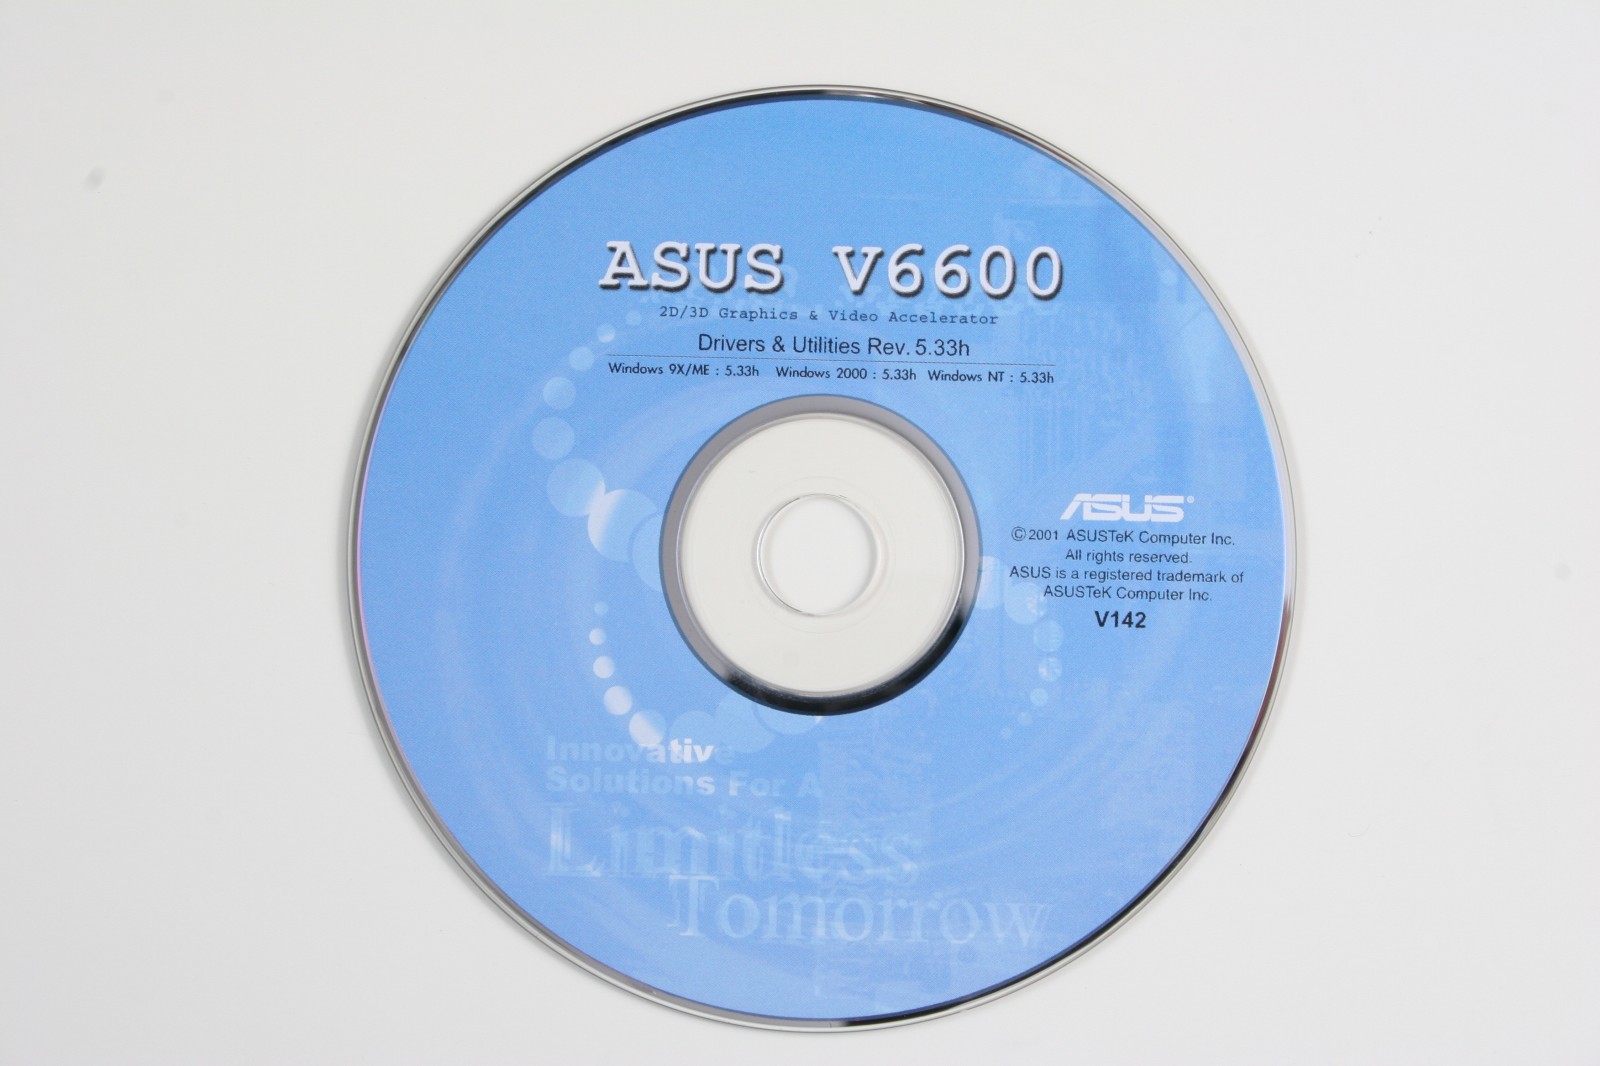 ASUS V6600
2D/3D Graphics & Video Accelerator
Drivers & Utilities Rev. 5.33h
Windows 9X/ME : 5.33h Windows 2000 : 5.33h Windows NT : 5.33h
ASUS®
©2001 ASUSTeK Computer Inc.
All rights reserved.
ASUS is a registered trademark of
ASUSTeK Computer Inc.
V142
Innovative
Solutions For A
Limitless
Tomorrow